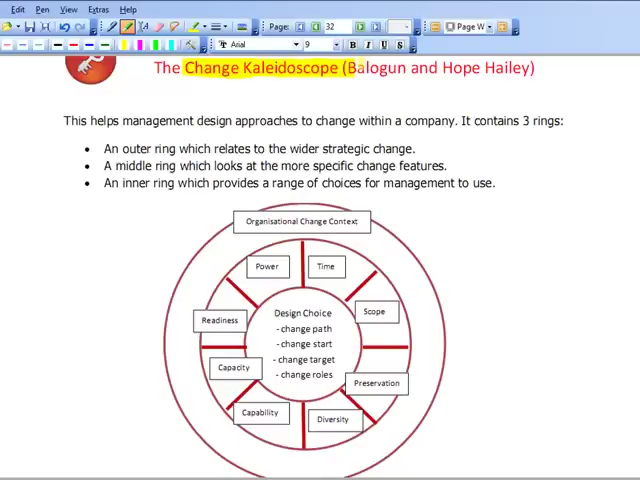 Edit Pen View Extras Page: 32 Page W
Arial 9 B I U S
The Change Kaleidoscope (Balogun and Hope Hailey)
This helps management design approaches to change within a company. It contains 3 rings:
• An outer ring which relates to the wider strategic change.
• A middle ring which looks at the more specific change features.
• An inner ring which provides a range of choices for management to use.
Organisational Change Context
Power
Time
Readiness
Scope
Design Choice
- change path
- change start
- change target
- change roles
Capacity
Preservation
Capability
Diversity